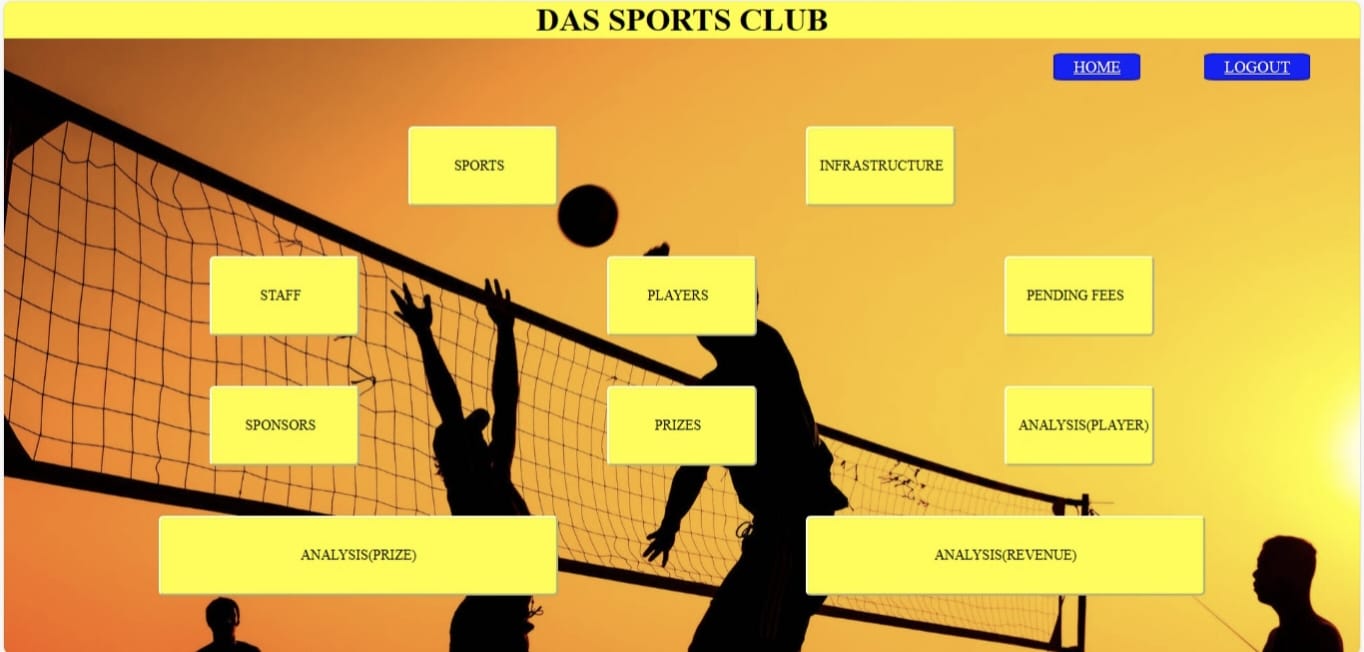 DAS SPORTS CLUB
HOME LOGOUT
SPORTS INFRASTRUCTURE
STAFF PLAYERS PENDING FEES
SPONSORS PRIZES ANALYSIS(PLAYER)
ANALYSIS(PRIZE) ANALYSIS(REVENUE)